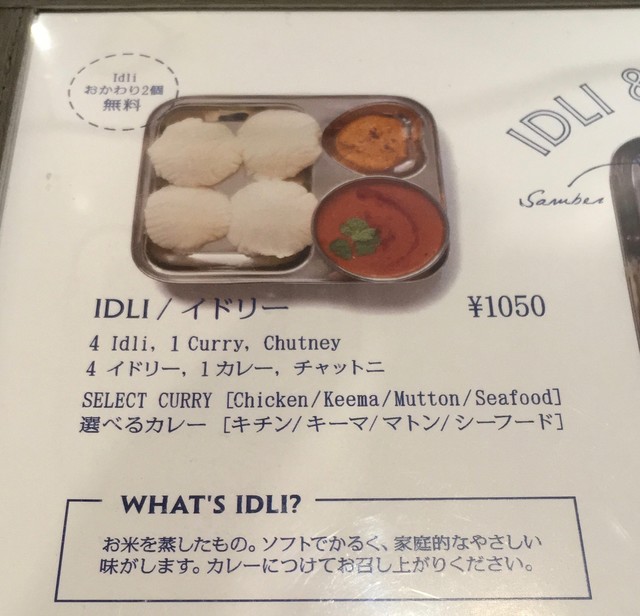 Idli
おかわり2個
無料
IDLI &
Sambar
IDLI / イドリー ¥1050
4 Idli, 1 Curry, Chutney
4 イドリー, 1 カレー, チャットニ
SELECT CURRY [Chicken/Keema/Mutton/Seafood]
選べるカレー [キチン/キーマ/マトン/シーフード]
WHAT'S IDLI?
お米を蒸したもの。ソフトでかるく、家庭的なやさしい
味がします。カレーにつけてお召し上がりください。